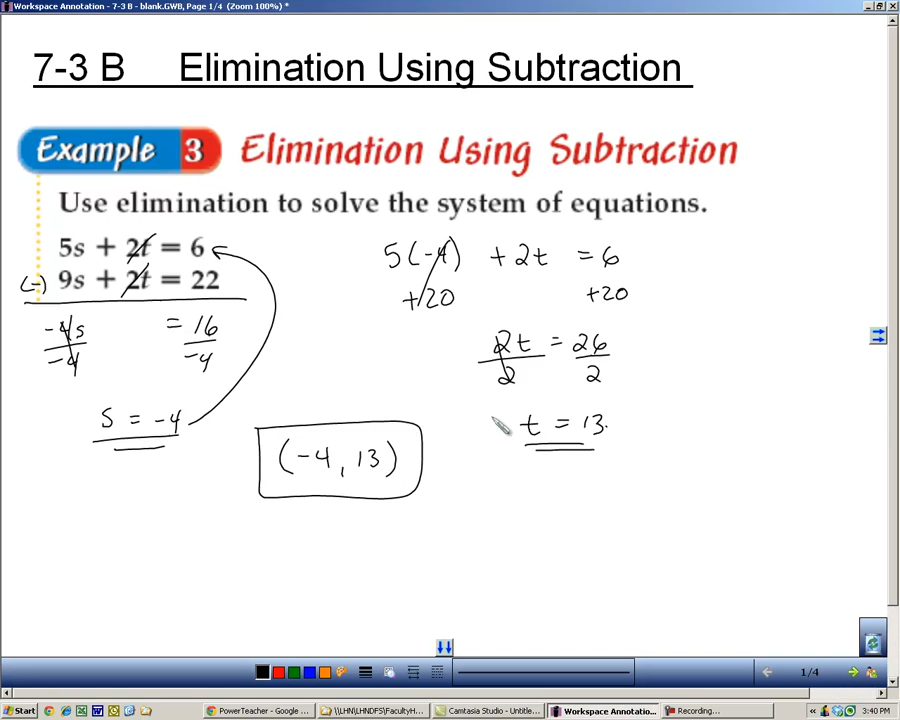 Workspace Annotation - 7-3 B - blank.GWB, Page 1/4 (Zoom 100%) *
7-3 B Elimination Using Subtraction
Example 3 Elimination Using Subtraction
Use elimination to solve the system of equations.
5s + 2t = 6
(-) 9s + 2t = 22
-4s = 16
-4 -4
s = -4
5(-4) + 2t = 6
+20 +20
2t = 26
2 2
t = 13.
(-4, 13)
1/4
Start
PowerTeacher - Google ...
\\LHN\LHNDFS\FacultyH...
Camtasia Studio - Untitle...
Workspace Annotatio...
Recording...
3:40 PM